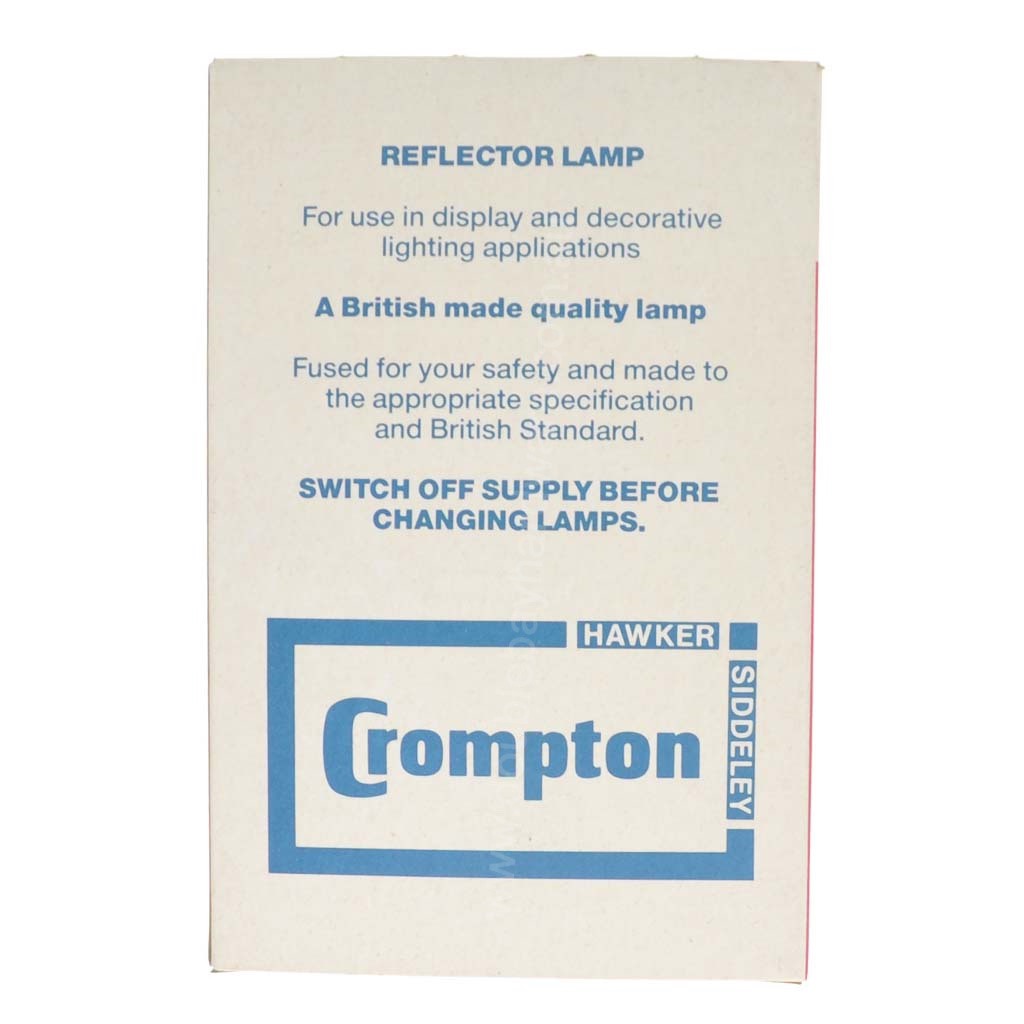 REFLECTOR LAMP
For use in display and decorative
lighting applications
A British made quality lamp
Fused for your safety and made to
the appropriate specification
and British Standard.
SWITCH OFF SUPPLY BEFORE
CHANGING LAMPS.
HAWKER
SIDDELEY
Crompton